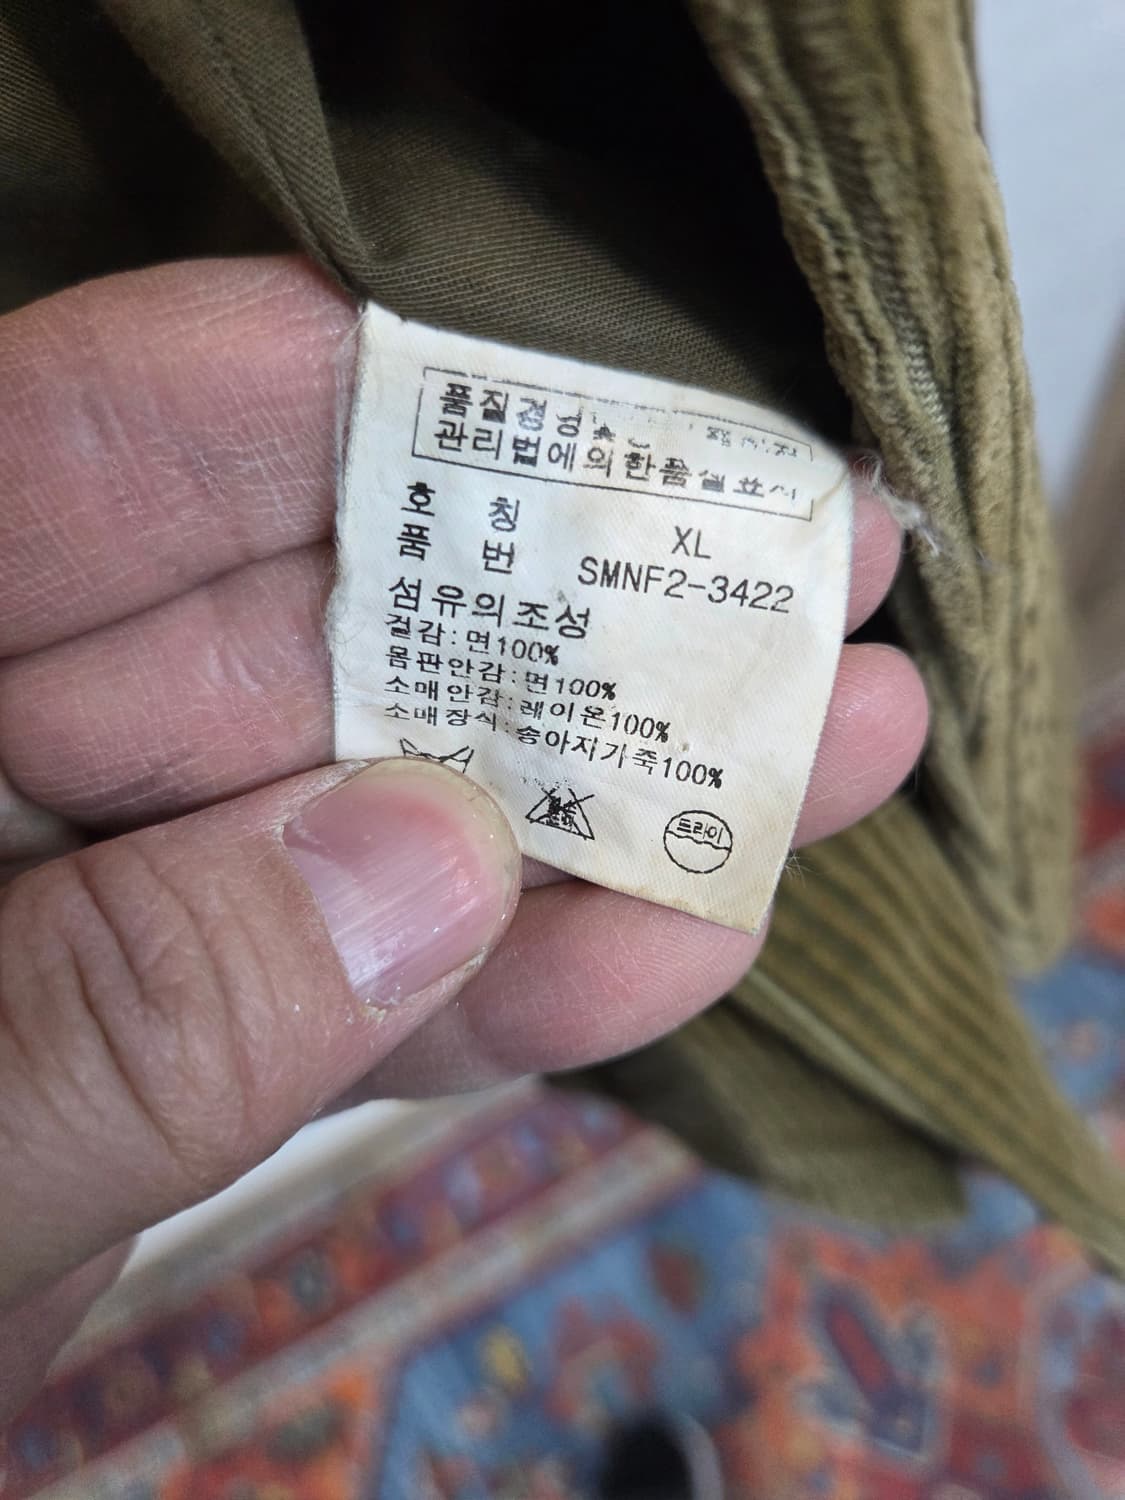 품질경영
관리법에의한품질표시
호 칭 XL
품 번 SMNF2-3422
섬유의조성
겉감:면100%
몸판안감:면100%
소매안감:레이온100%
소매장식:송아지가죽100%
드라이